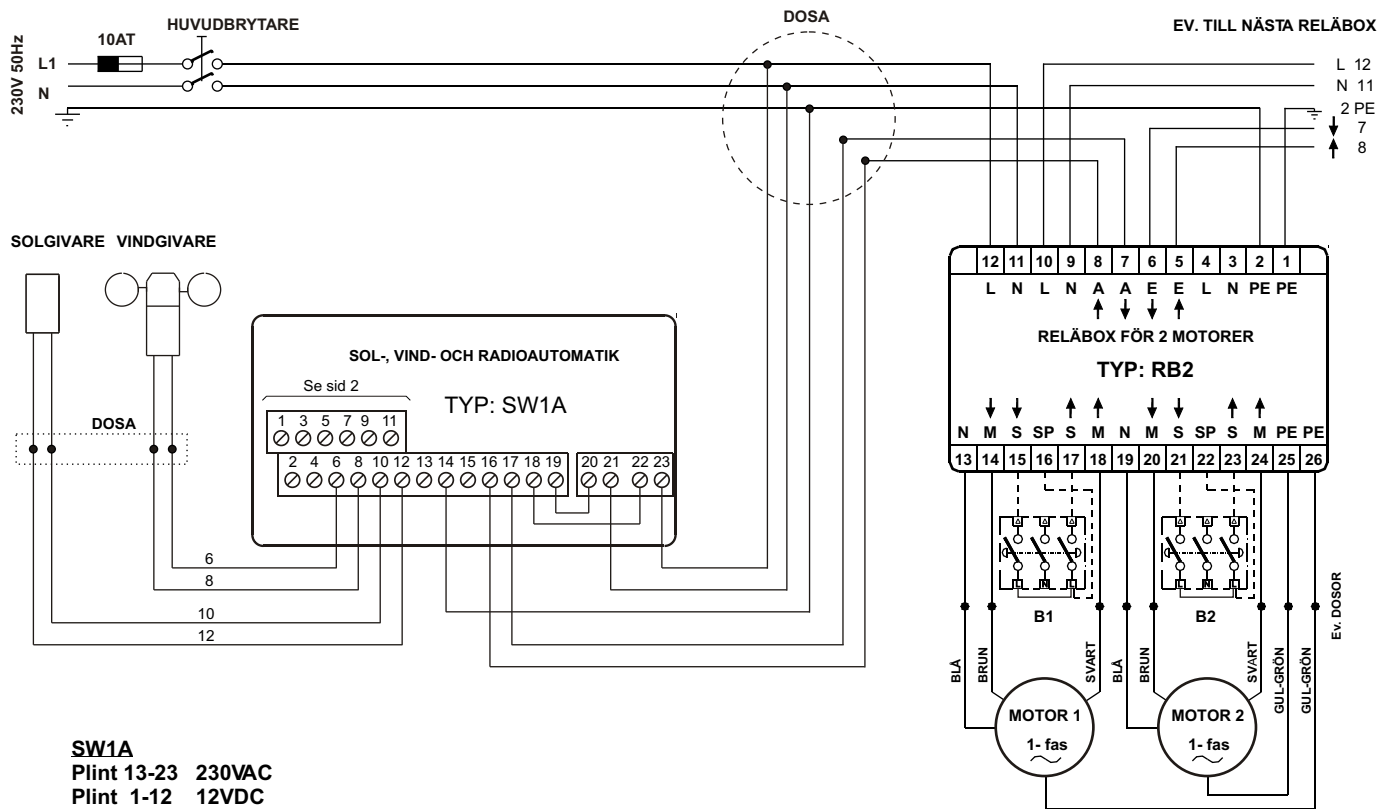 HUVUDBRYTARE
DOSA
EV. TILL NÄSTA RELÄBOX
230V 50Hz
10AT
L1
N
L 12
N 11
2 PE
7
8
SOLGIVARE VINDGIVARE
DOSA
SOL-, VIND- OCH RADIOAUTOMATIK
Se sid 2
TYP: SW1A
1 3 5 7 9 11
2 4 6 8 10 12 13 14 15 16 17 18 19 20 21 22 23
6
8
10
12
12 11 10 9 8 7 6 5 4 3 2 1
L N L N A A E E L N PE PE
RELÄBOX FÖR 2 MOTORER
TYP: RB2
N M S SP S M N M S SP S M PE PE
13 14 15 16 17 18 19 20 21 22 23 24 25 26
L N L
L N L
B1
B2
Ev. DOSOR
BLÅ
BRUN
SVART
BLÅ
BRUN
SVART
GUL-GRÖN
GUL-GRÖN
MOTOR 1
1- fas
MOTOR 2
1- fas
SW1A
Plint 13-23 230VAC
Plint 1-12 12VDC